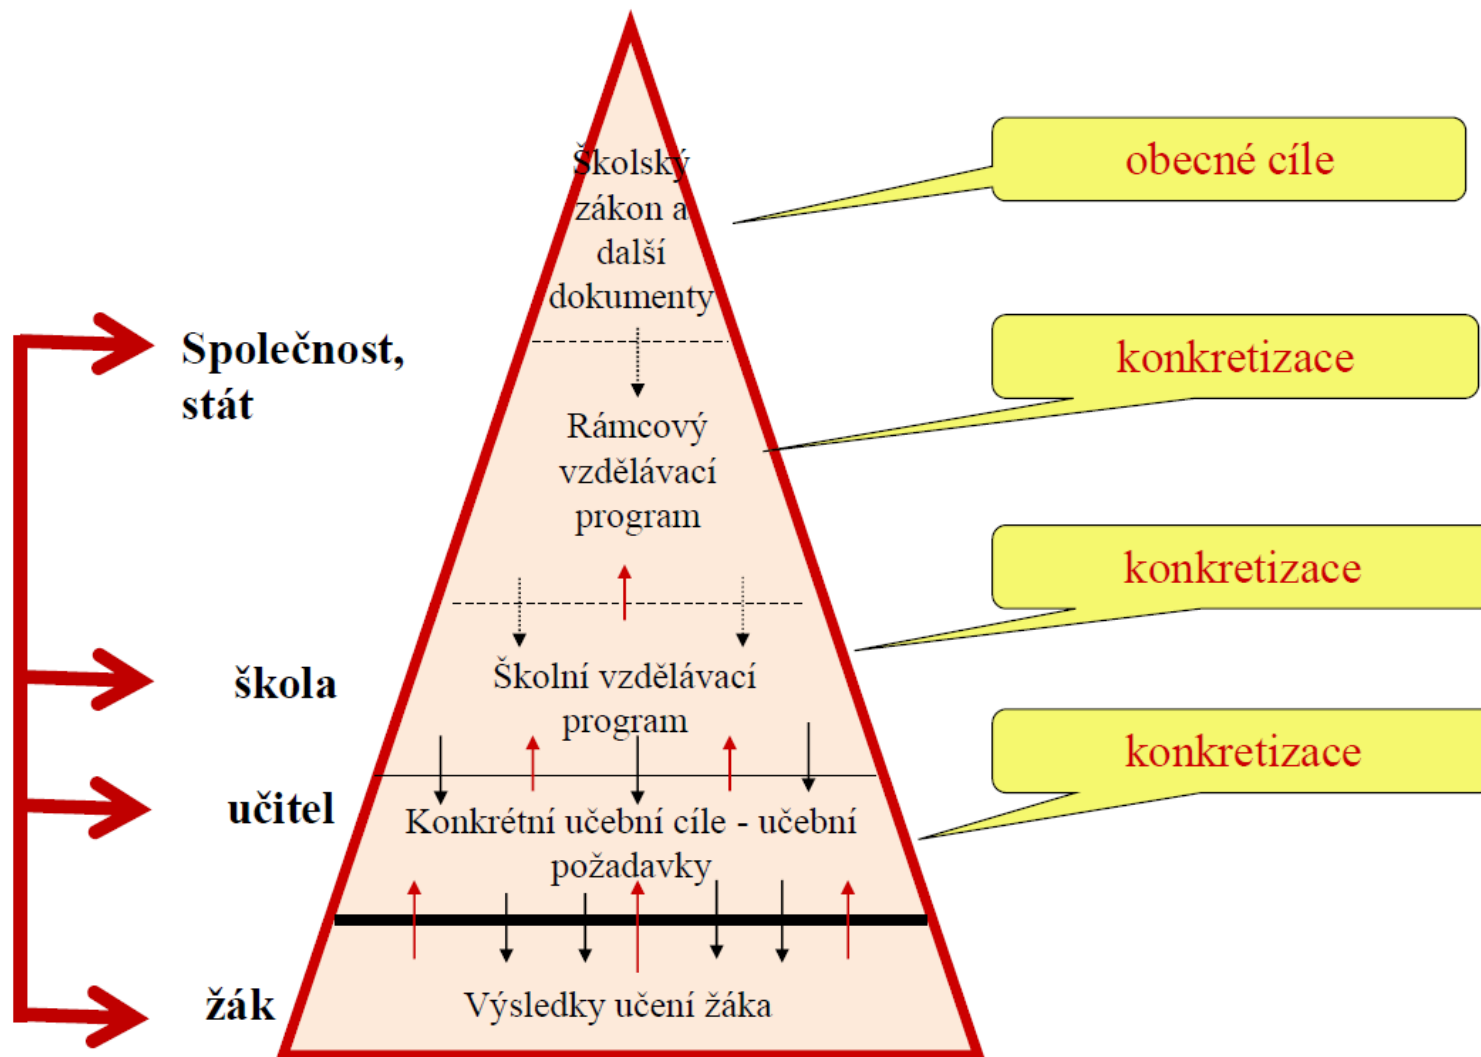 Školský
zákon a
další
dokumenty
obecné cíle
Společnost,
stát
konkretizace
Rámcový
vzdělávací
program
konkretizace
škola
Školní vzdělávací
program
konkretizace
učitel
Konkrétní učební cíle - učební
požadavky
žák
Výsledky učení žáka